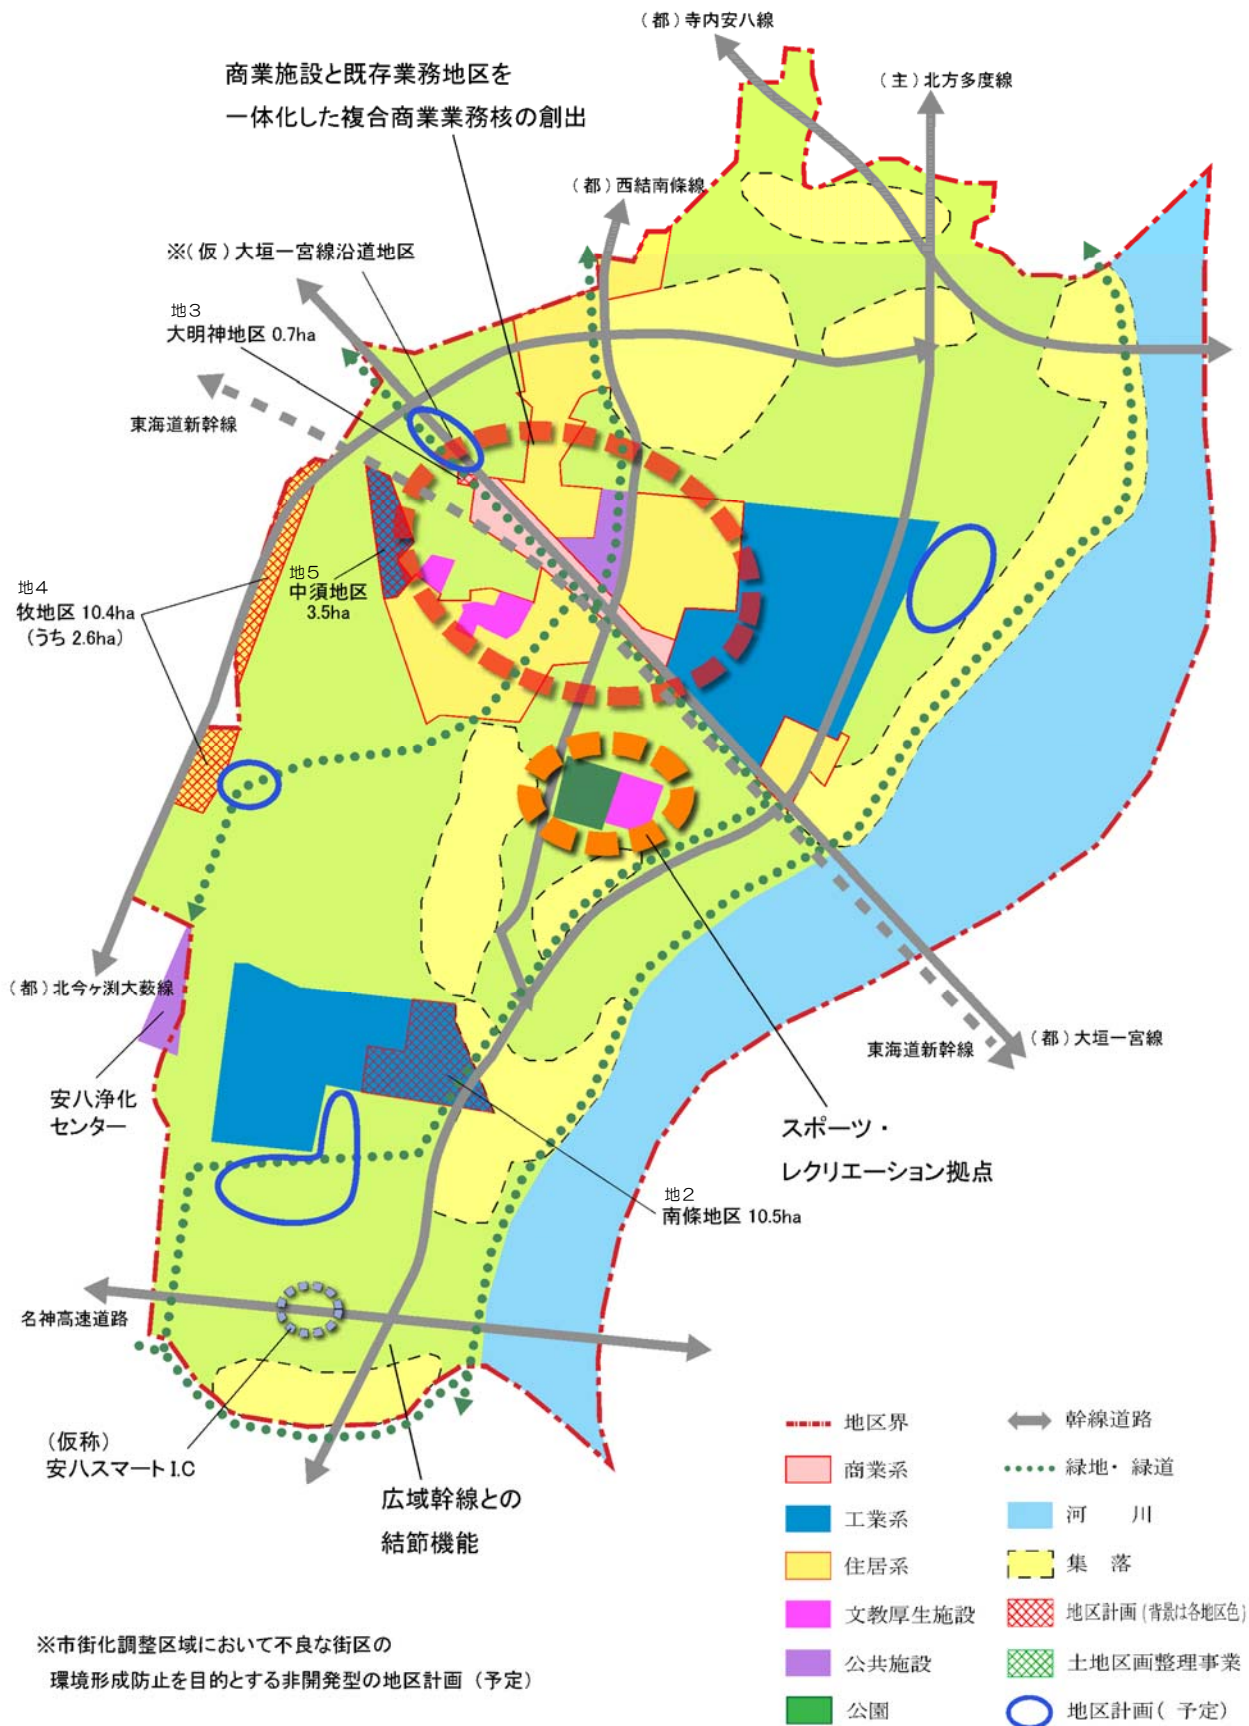 (都)寺内安八線
商業施設と既存業務地区を
一体化した複合商業業務核の創出
(主)北方多度線
(都)西結南條線
※(仮)大垣一宮線沿道地区
地3
大明神地区 0.7ha
東海道新幹線
地4
牧地区 10.4ha
(うち 2.6ha)
地5
中須地区
3.5ha
(都)北今ヶ渕大薮線
安八浄化
センター
東海道新幹線
(都)大垣一宮線
スポーツ・
レクリエーション拠点
地2
南條地区 10.5ha
名神高速道路
(仮称)
安八スマートI.C
広域幹線との
結節機能
地区界
商業系
工業系
住居系
文教厚生施設
公共施設
公園
幹線道路
緑地・緑道
河 川
集 落
地区計画(背景は各地区色)
土地区画整理事業
地区計画(予定)
※市街化調整区域において不良な街区の
環境形成防止を目的とする非開発型の地区計画(予定)